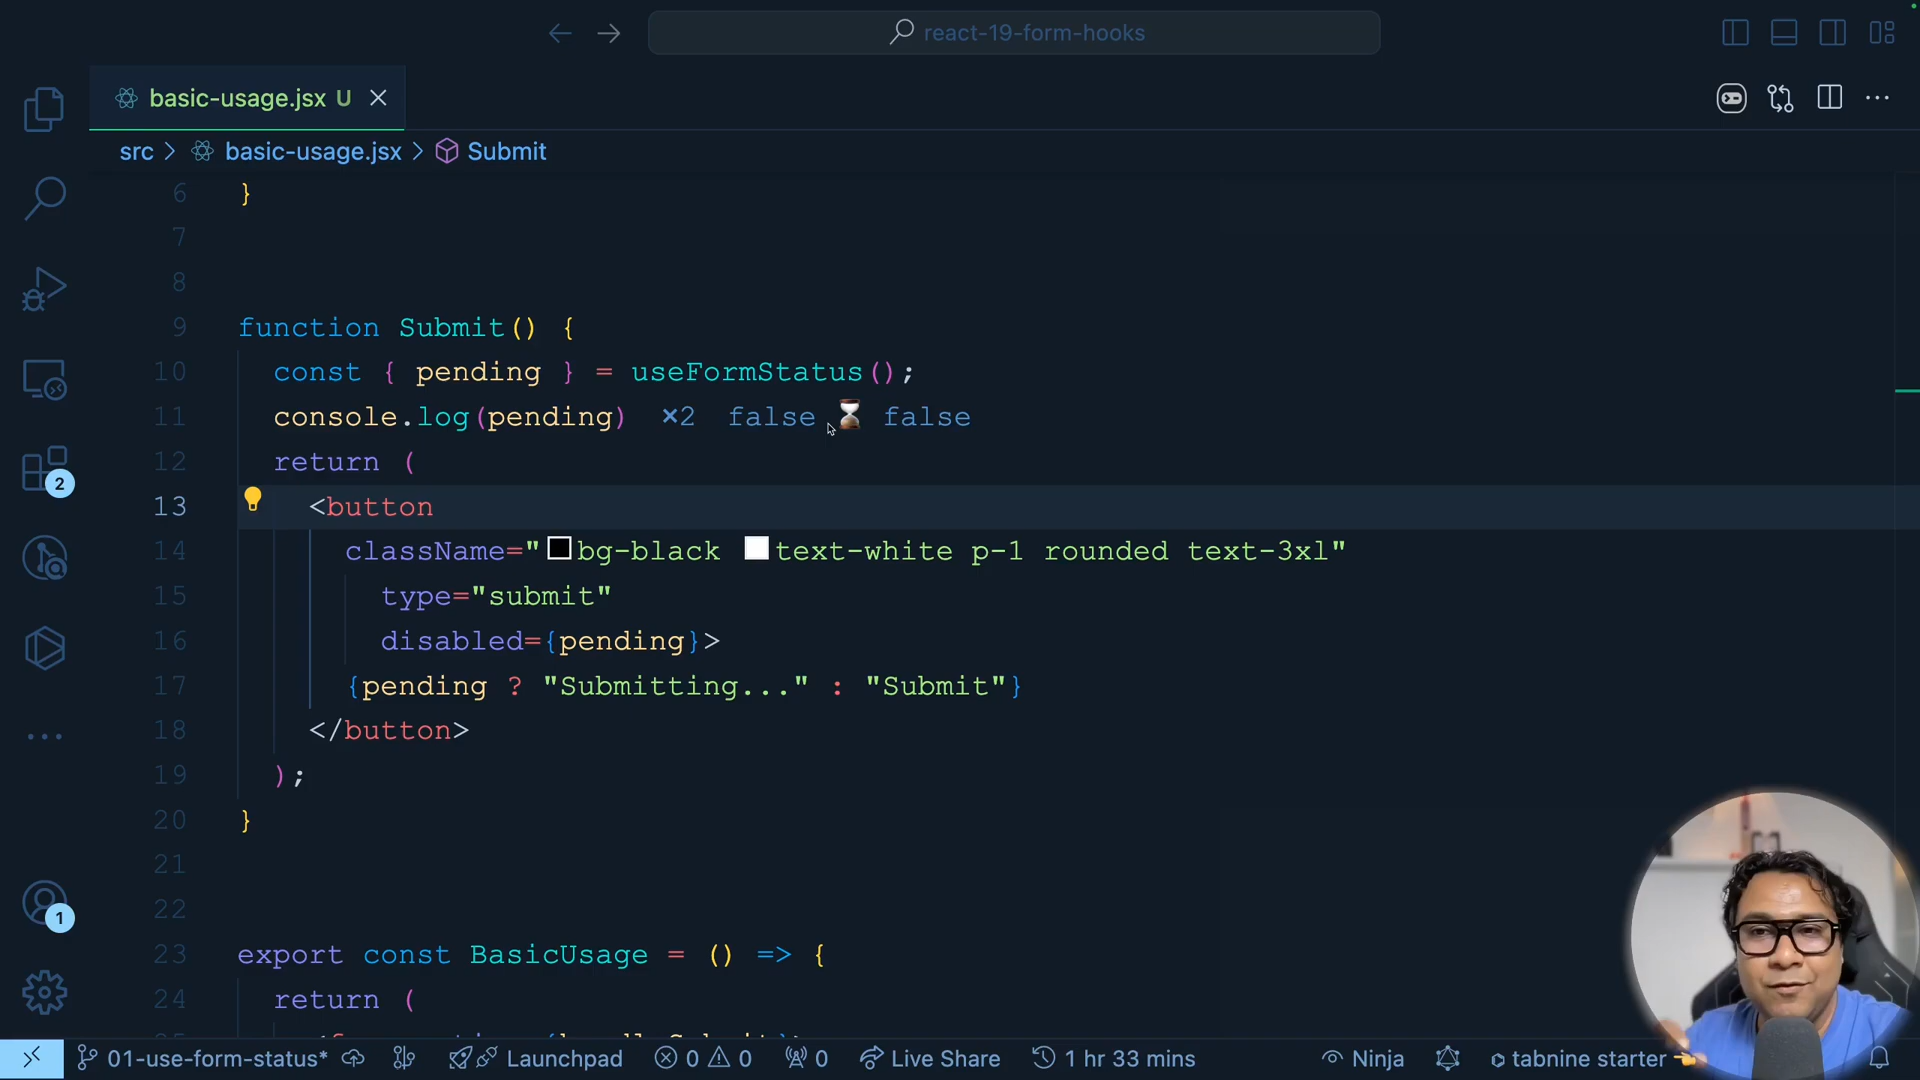 react-19-form-hooks
basic-usage.jsx U
src > basic-usage.jsx > Submit
6 }
7
8
9 function Submit() {
10 const { pending } = useFormStatus();
11 console.log(pending) ×2 false ⏳ false
12 return (
13 <button
14 className="bg-black text-white p-1 rounded text-3xl"
15 type="submit"
16 disabled={pending}>
17 {pending ? "Submitting..." : "Submit"}
18 </button>
19 );
20 }
21
22
23 export const BasicUsage = () => {
24 return (
2
1
01-use-form-status* Launchpad 0 0 0 Live Share 1 hr 33 mins Ninja tabnine starter